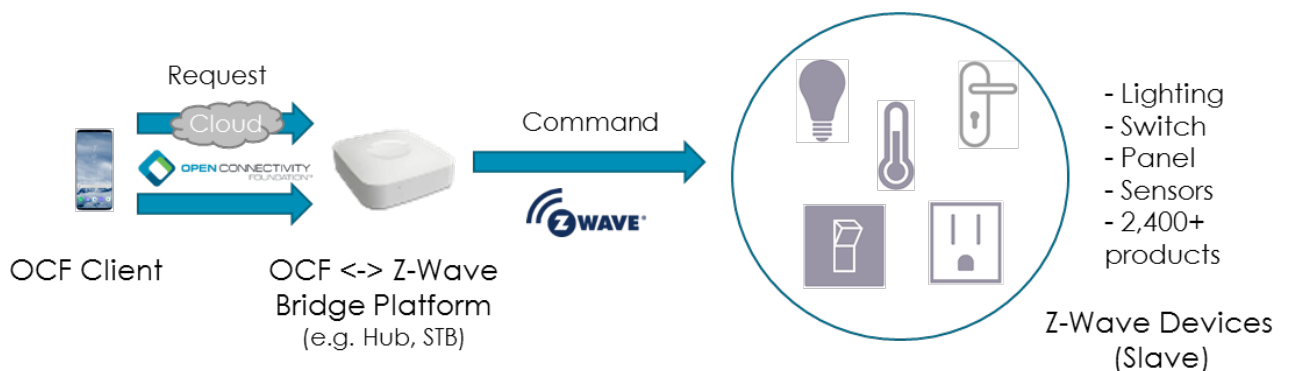 Request
Cloud
OPEN CONNECTIVITY
FOUNDATION™
OCF Client
OCF <-> Z-Wave
Bridge Platform
(e.g. Hub, STB)
Command
Z WAVE®
- Lighting
- Switch
- Panel
- Sensors
- 2,400+
products
Z-Wave Devices
(Slave)